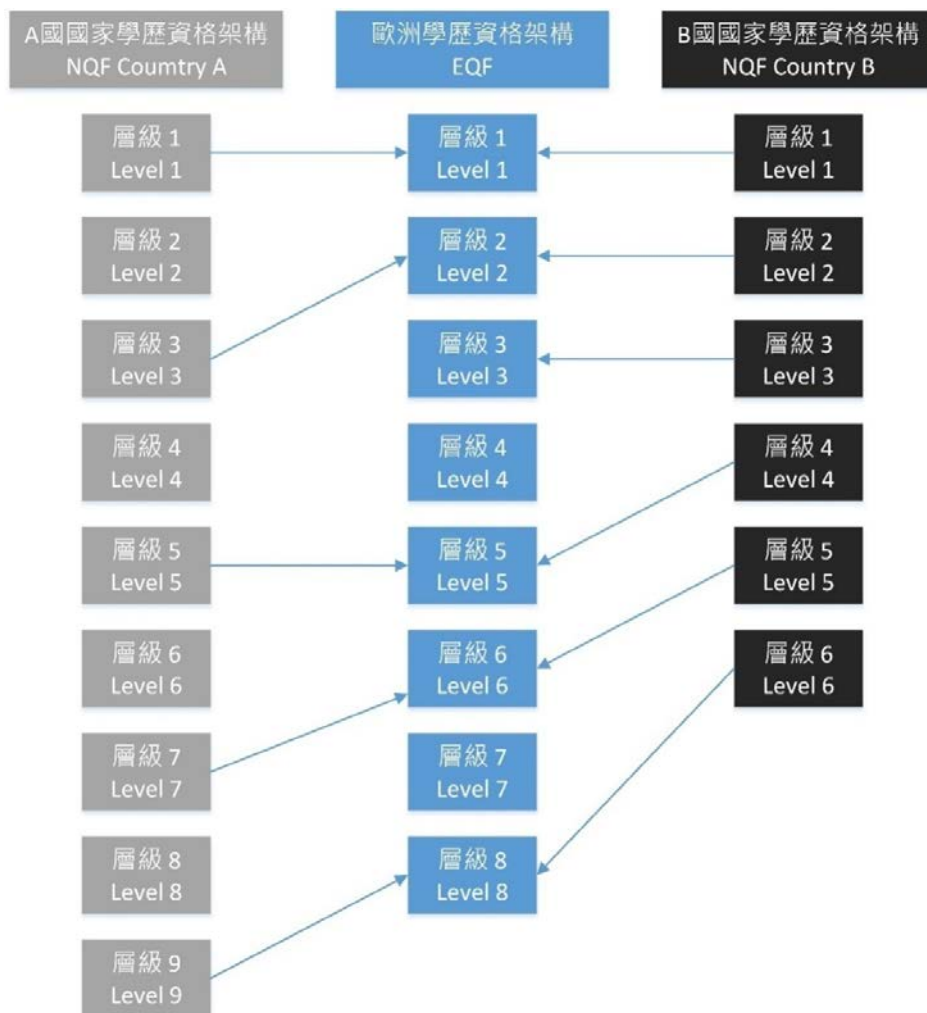 A國國家學歷資格架構
NQF Coumtry A
歐洲學歷資格架構
EQF
B國國家學歷資格架構
NQF Country B
層級 1
Level 1
層級 1
Level 1
層級 1
Level 1
層級 2
Level 2
層級 2
Level 2
層級 2
Level 2
層級 3
Level 3
層級 3
Level 3
層級 3
Level 3
層級 4
Level 4
層級 4
Level 4
層級 4
Level 4
層級 5
Level 5
層級 5
Level 5
層級 5
Level 5
層級 6
Level 6
層級 6
Level 6
層級 6
Level 6
層級 7
Level 7
層級 7
Level 7
層級 8
Level 8
層級 8
Level 8
層級 9
Level 9